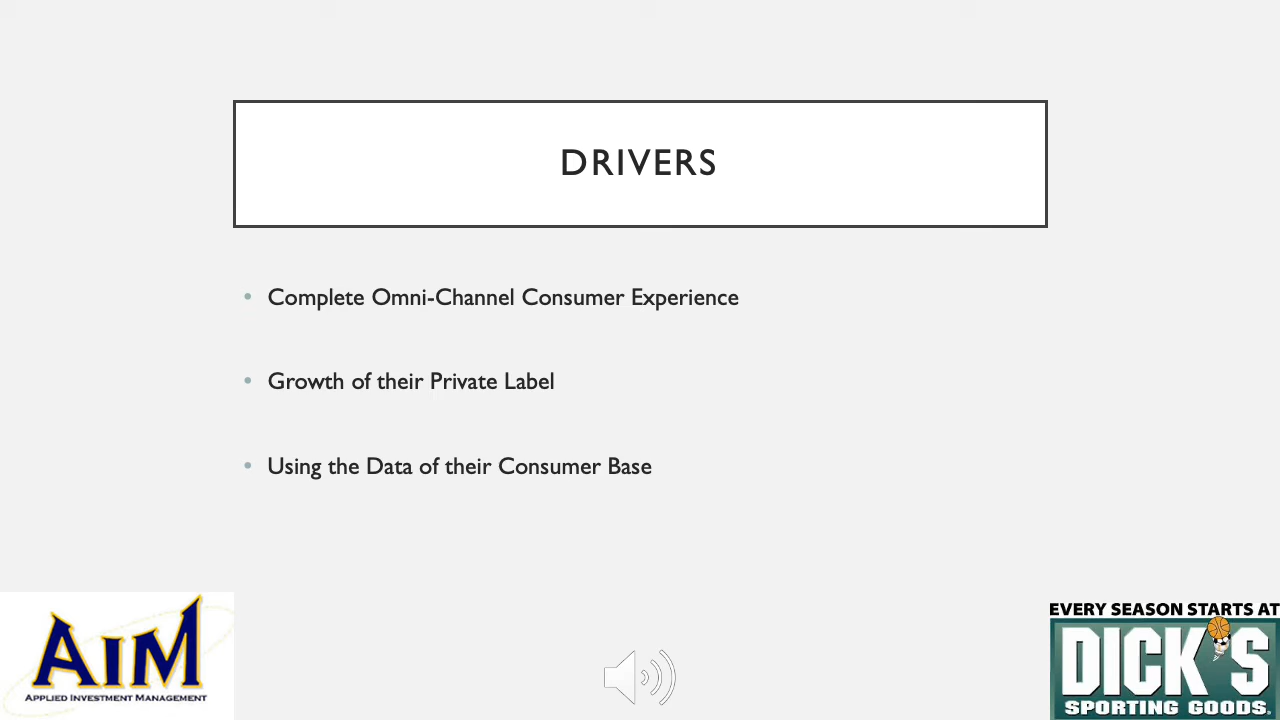 DRIVERS
• Complete Omni-Channel Consumer Experience
• Growth of their Private Label
• Using the Data of their Consumer Base
AIM
APPLIED INVESTMENT MANAGEMENT
EVERY SEASON STARTS AT
DICK'S
SPORTING GOODS.